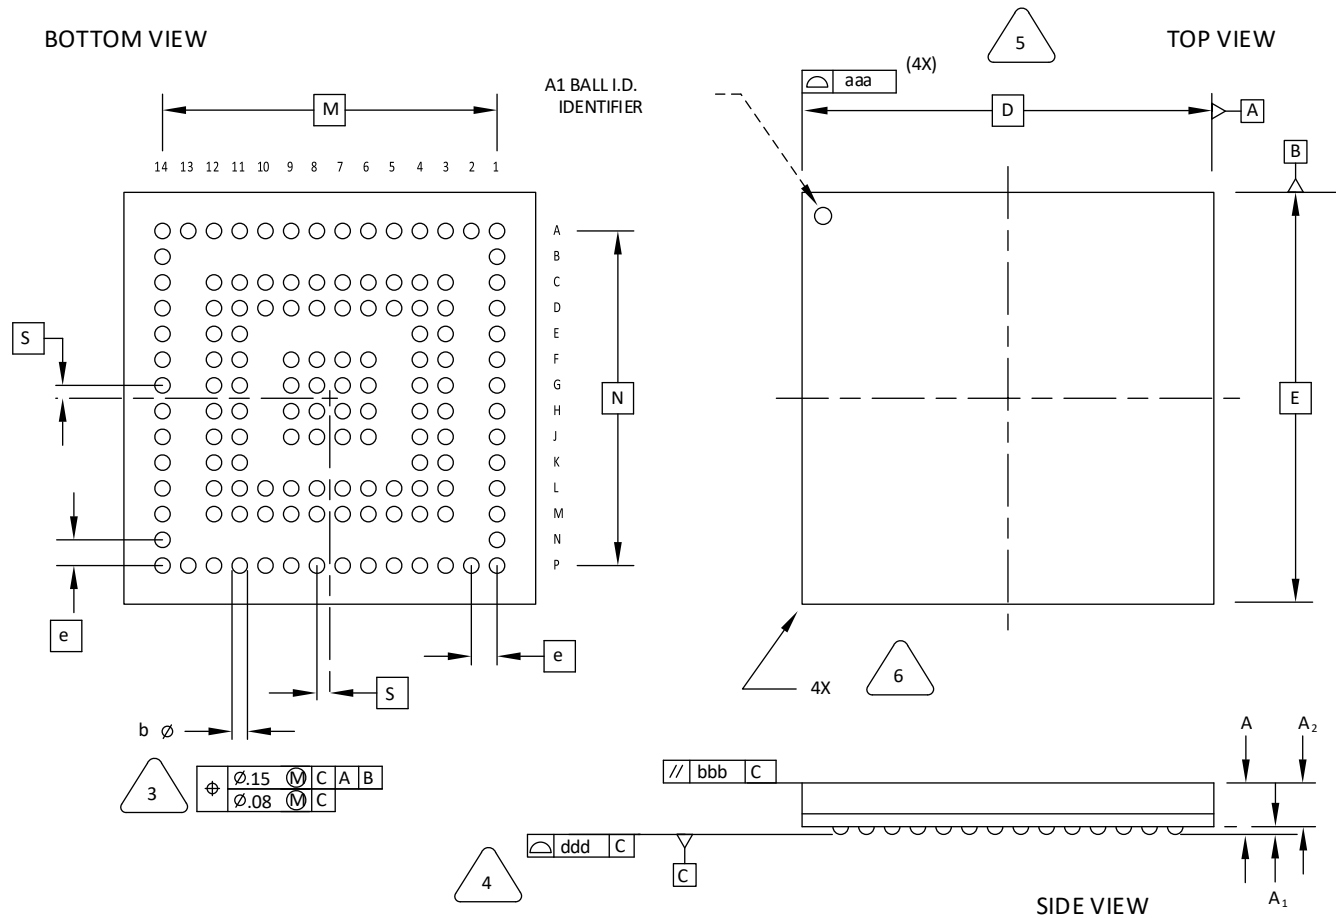 BOTTOM VIEW
5
TOP VIEW
aaa
(4X)
A1 BALL I.D.
IDENTIFIER
M
D
A
B
14 13 12 11 10 9 8 7 6 5 4 3 2 1
A
B
C
D
E
F
G
H
J
K
L
M
N
P
S
N
E
e
e
S
4X
6
b ⌀
3
⌖ ⌀.15 Ⓜ C A B
⌀.08 Ⓜ C
// bbb C
A
A₂
4
ddd C
C
A₁
SIDE VIEW